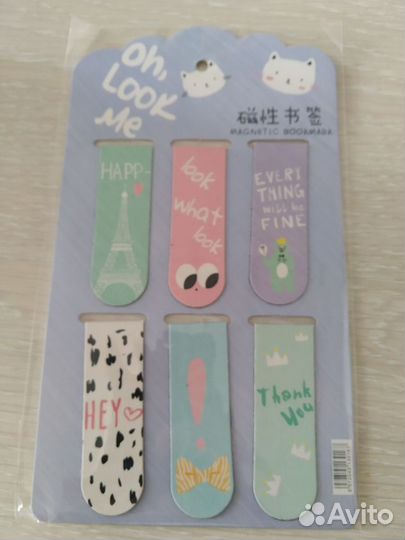 Oh,
LOOK
Me
磁性书签
MAGNETIC BOOKMARK
HAPP-
look
what
look
EVERY
THING
will be
FINE
HEY
!
Thank
You
Avito